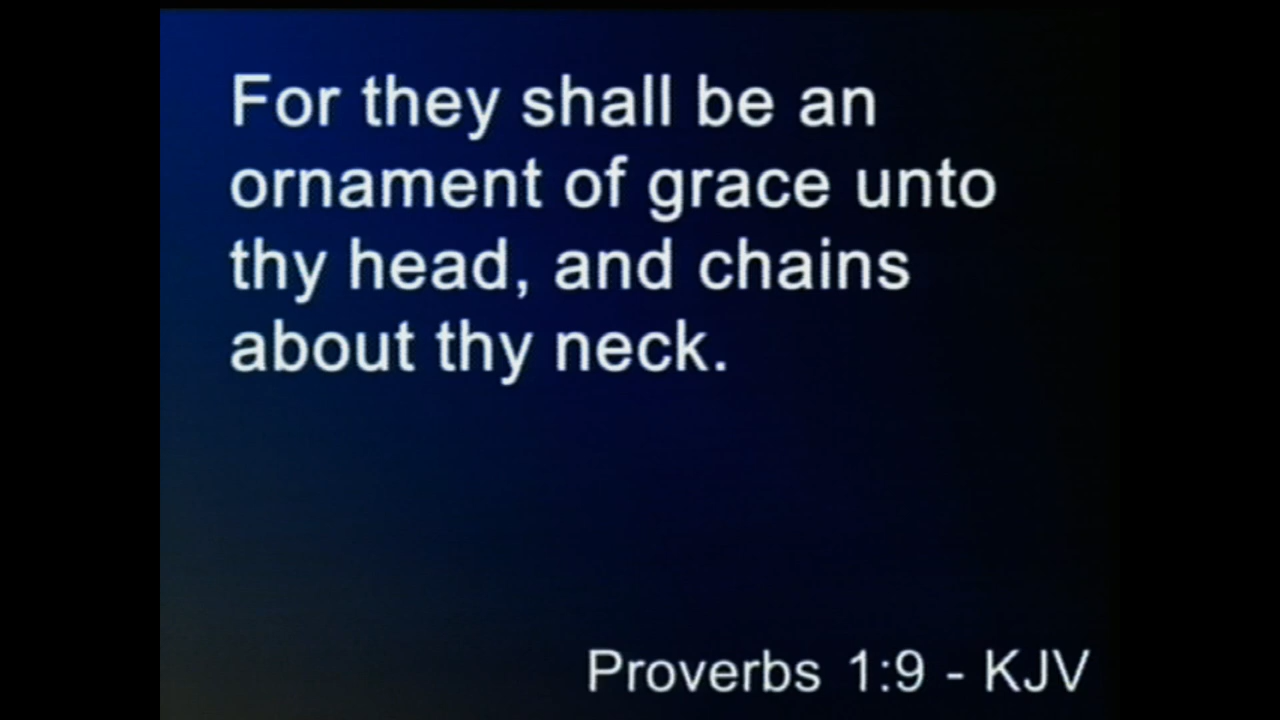 For they shall be an
ornament of grace unto
thy head, and chains
about thy neck.
Proverbs 1:9 - KJV